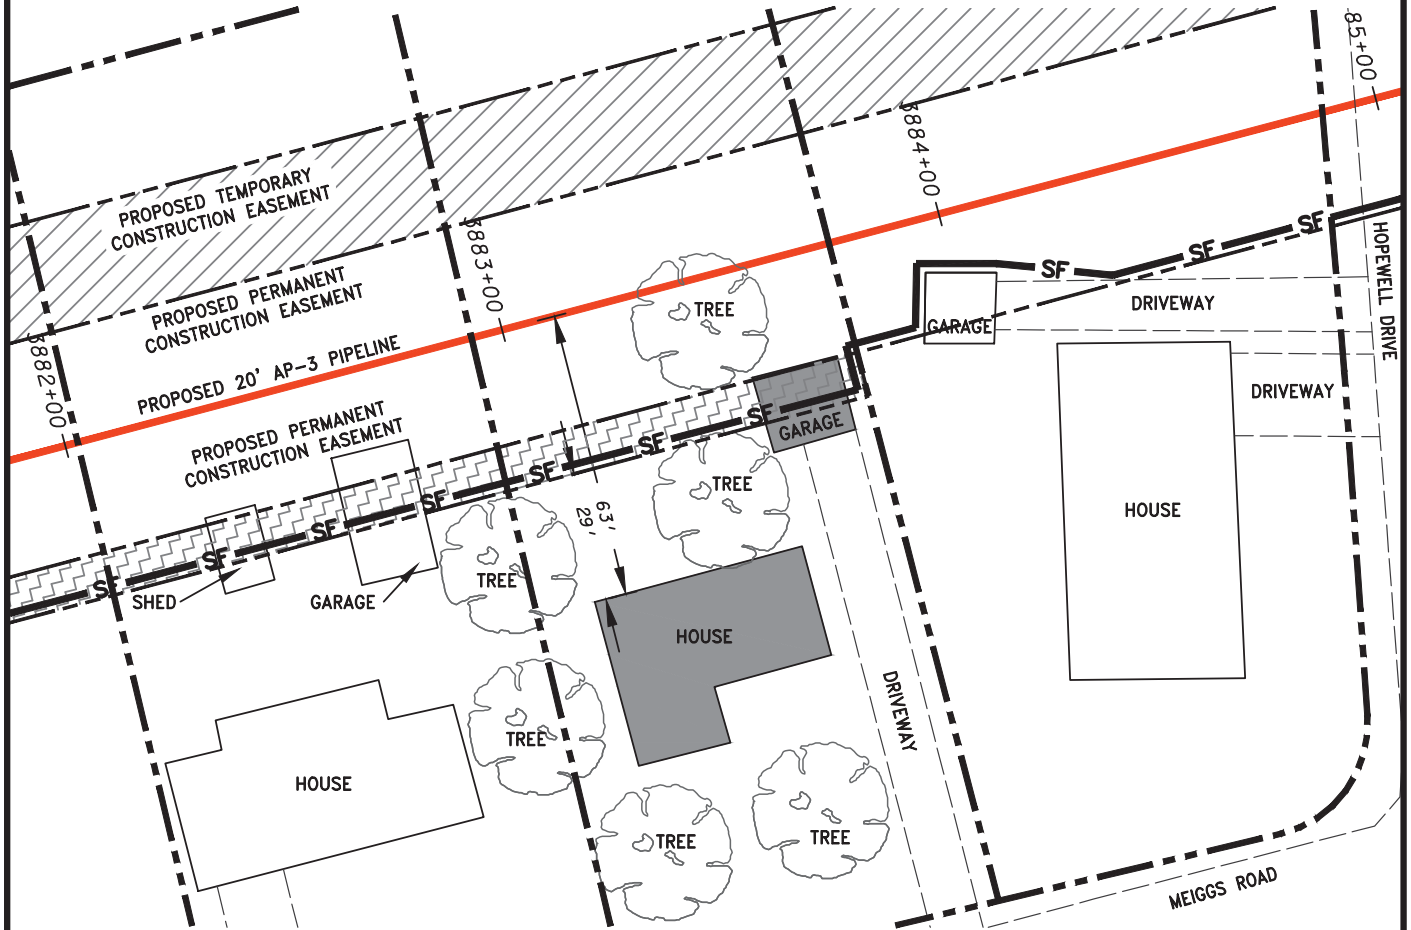 85+00
3884+00
PROPOSED TEMPORARY
CONSTRUCTION EASEMENT
3883+00
HOPEWELL DRIVE
SF
SF
SF
PROPOSED PERMANENT
CONSTRUCTION EASEMENT
TREE
DRIVEWAY
GARAGE
3882+00
PROPOSED 20' AP-3 PIPELINE
DRIVEWAY
PROPOSED PERMANENT
CONSTRUCTION EASEMENT
SF
GARAGE
SF
SF
SF
SF
SF
SF
TREE
63'
29'
HOUSE
TREE
SHED
GARAGE
HOUSE
DRIVEWAY
TREE
HOUSE
TREE
TREE
MEIGGS ROAD